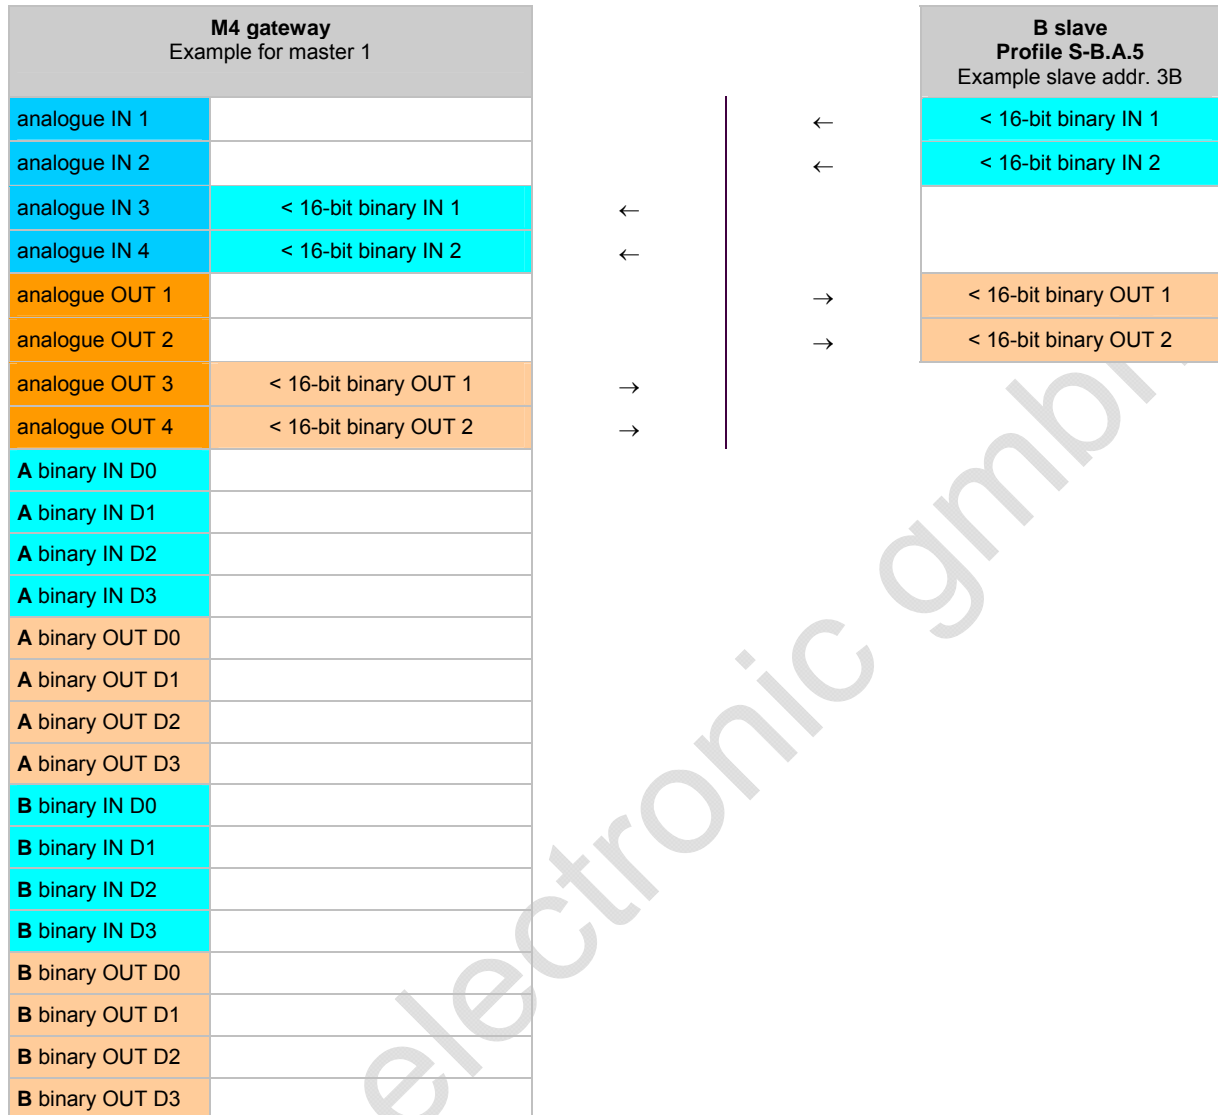 M4 gateway
Example for master 1
B slave
Profile S-B.A.5
Example slave addr. 3B
analogue IN 1 ← < 16-bit binary IN 1
analogue IN 2 ← < 16-bit binary IN 2
analogue IN 3 < 16-bit binary IN 1 ←
analogue IN 4 < 16-bit binary IN 2 ←
analogue OUT 1 → < 16-bit binary OUT 1
analogue OUT 2 → < 16-bit binary OUT 2
analogue OUT 3 < 16-bit binary OUT 1 →
analogue OUT 4 < 16-bit binary OUT 2 →
A binary IN D0
A binary IN D1
A binary IN D2
A binary IN D3
A binary OUT D0
A binary OUT D1
A binary OUT D2
A binary OUT D3
B binary IN D0
B binary IN D1
B binary IN D2
B binary IN D3
B binary OUT D0
B binary OUT D1
B binary OUT D2
B binary OUT D3
electronic gmbh